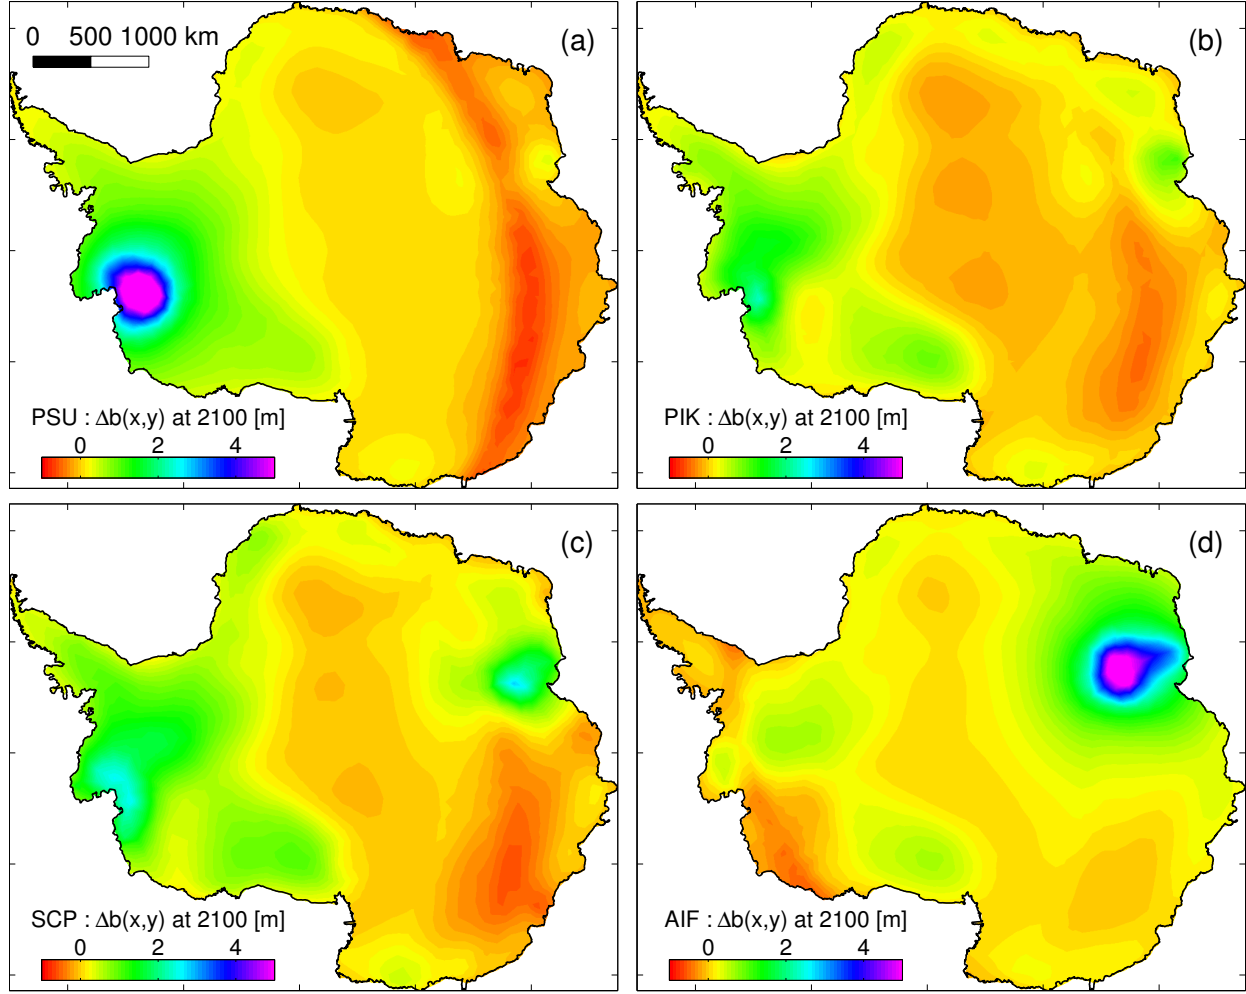 0 500 1000 km
(a)
PSU : Δb(x,y) at 2100 [m]
0 2 4
(b)
PIK : Δb(x,y) at 2100 [m]
0 2 4
(c)
SCP : Δb(x,y) at 2100 [m]
0 2 4
(d)
AIF : Δb(x,y) at 2100 [m]
0 2 4